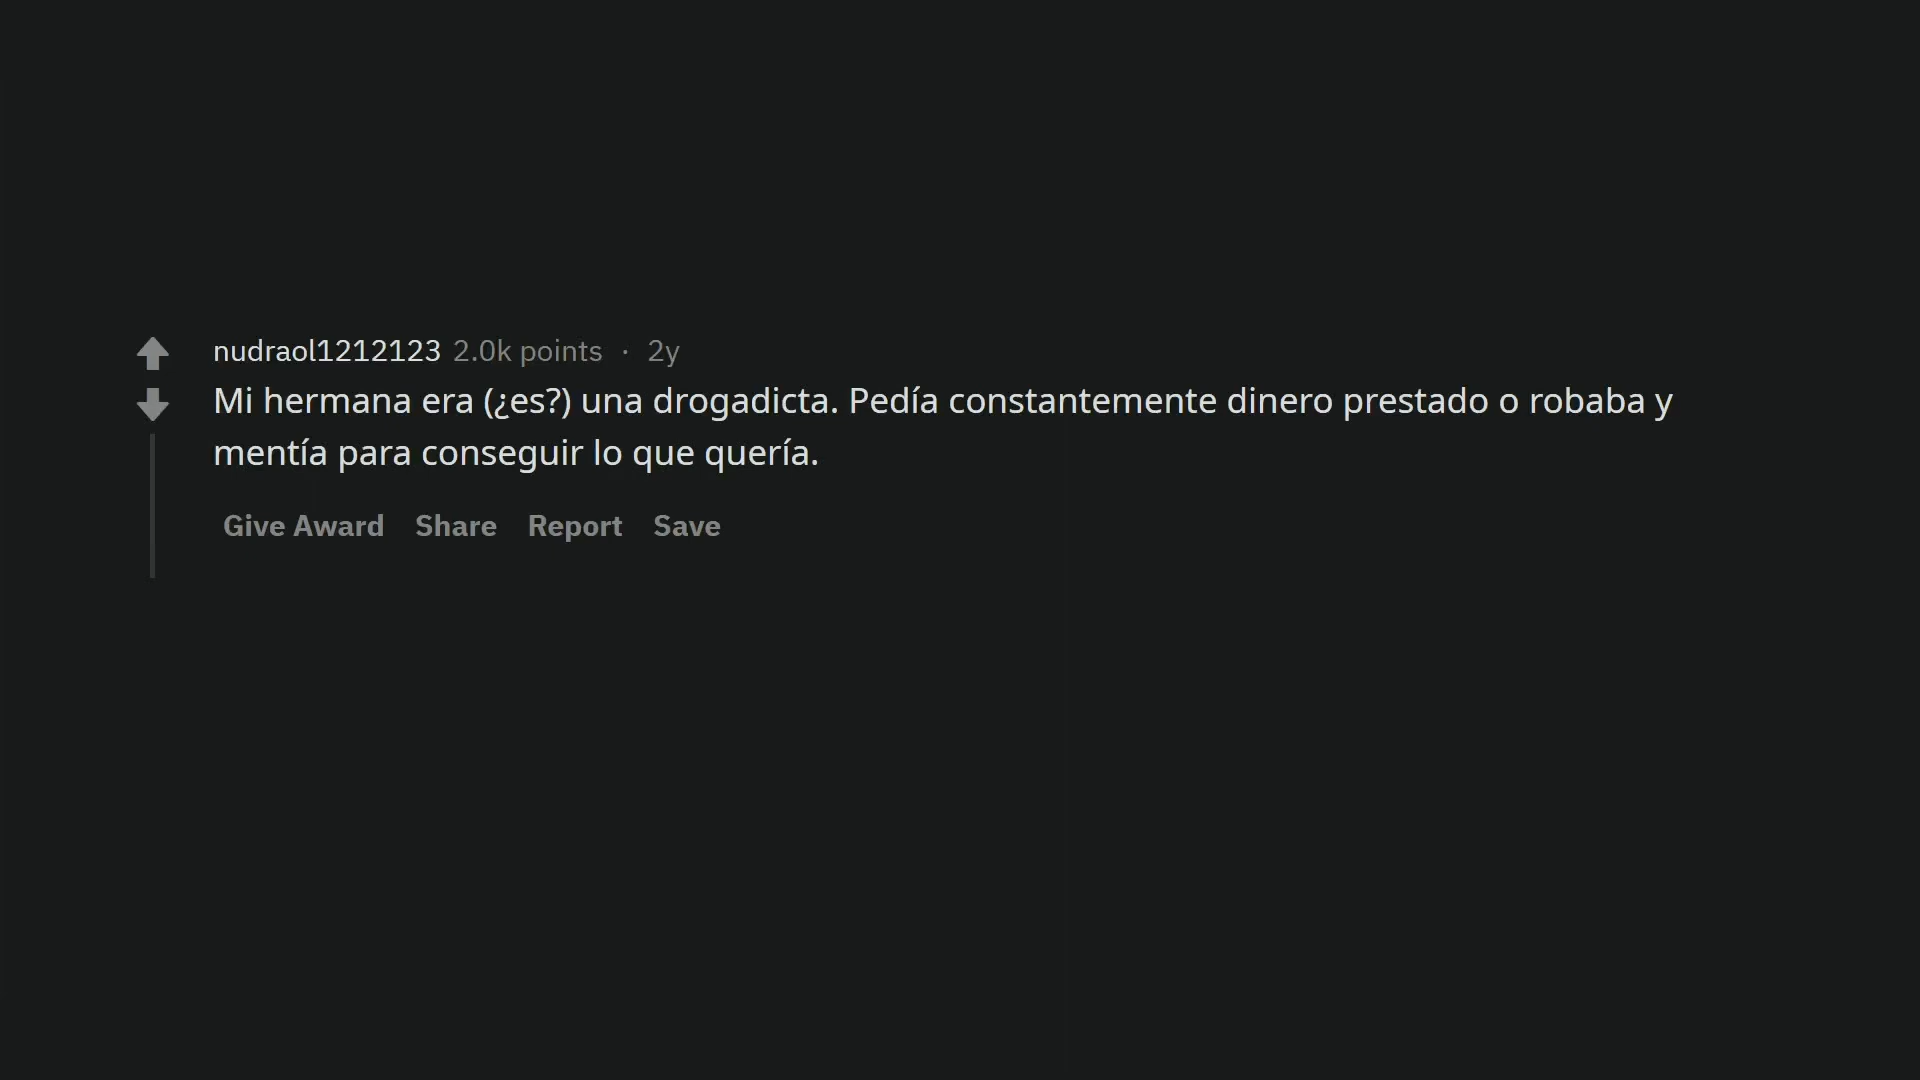 nudraol1212123 2.0k points · 2y
Mi hermana era (¿es?) una drogadicta. Pedía constantemente dinero prestado o robaba y
mentía para conseguir lo que quería.
Give Award Share Report Save